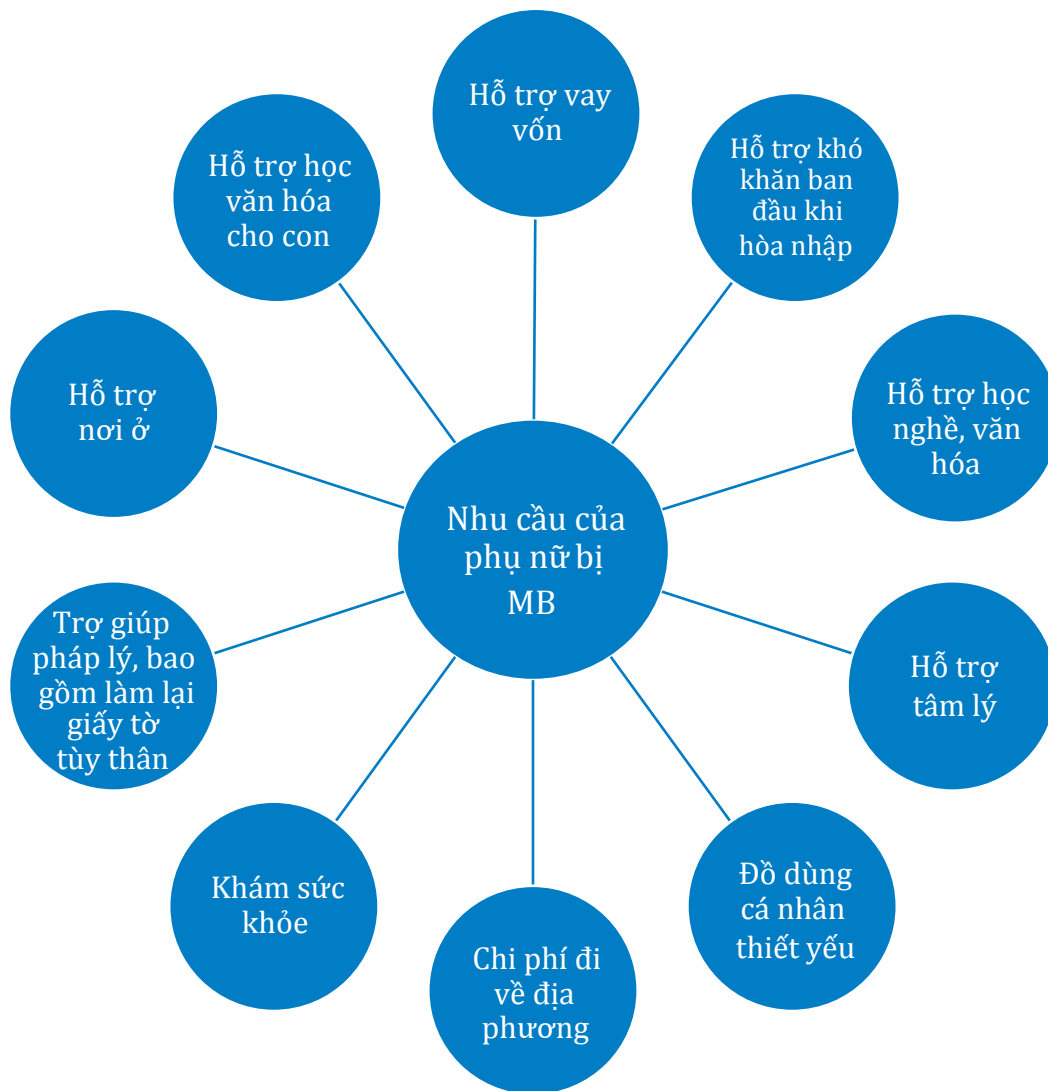 Hỗ trợ vay
vốn
Hỗ trợ khó
khăn ban
đầu khi
hòa nhập
Hỗ trợ học
nghề, văn
hóa
Hỗ trợ
tâm lý
Đồ dùng
cá nhân
thiết yếu
Chi phí đi
về địa
phương
Khám sức
khỏe
Trợ giúp
pháp lý, bao
gồm làm lại
giấy tờ
tùy thân
Hỗ trợ
nơi ở
Hỗ trợ học
văn hóa
cho con
Nhu cầu của
phụ nữ bị
MB